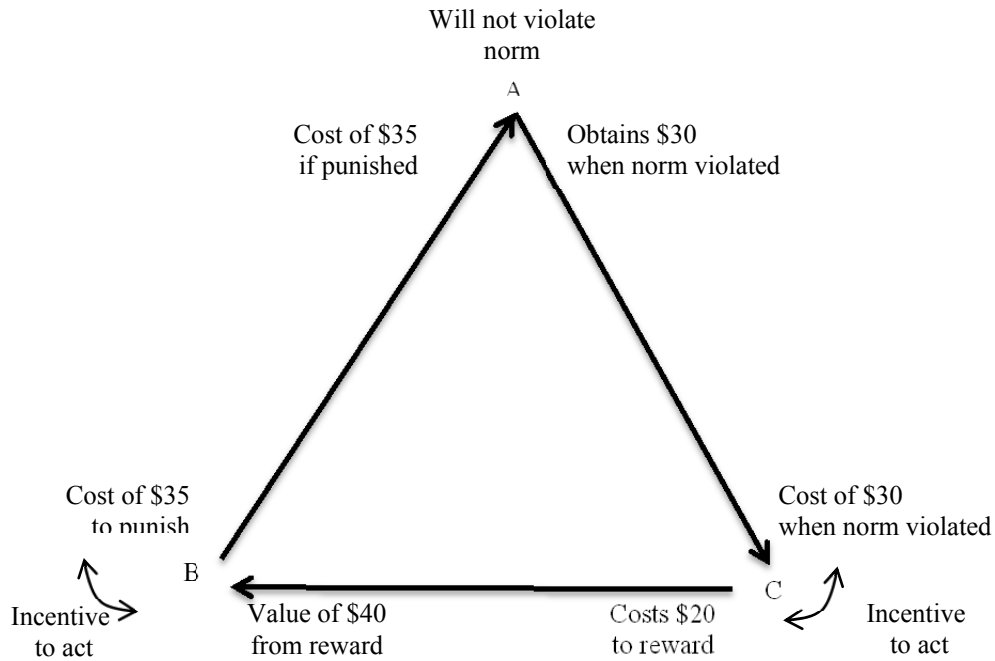 Will not violate
norm
A
Cost of $35
if punished
Obtains $30
when norm violated
Cost of $35
to punish
Cost of $30
when norm violated
B
C
Incentive
to act
Value of $40
from reward
Costs $20
to reward
Incentive
to act